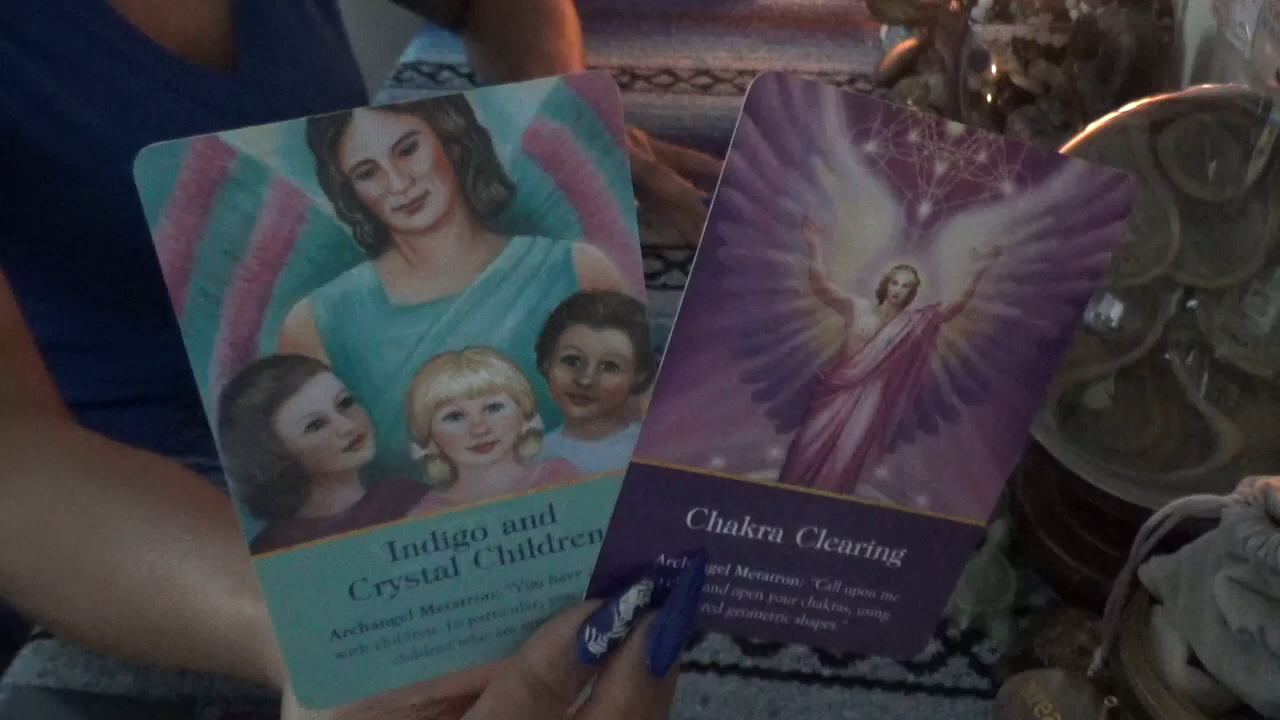 Indigo and
Crystal Children
Archangel Metatron: "You have
with children. In particular, you
children who are
Chakra Clearing
Archangel Metatron: "Call upon me
and open your chakras, using
geometric shapes."